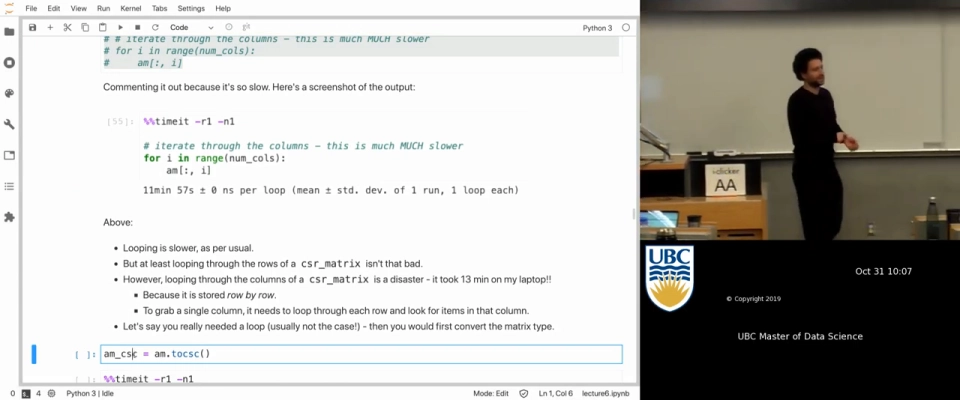 File Edit View Run Kernel Tabs Settings Help
Code
Python 3
# # iterate through the columns - this is much MUCH slower
# for i in range(num_cols):
#     am[:, i]
Commenting it out because it's so slow. Here's a screenshot of the output:
[55]: %%timeit -r1 -n1
# iterate through the columns - this is much MUCH slower
for i in range(num_cols):
    am[:, i]
11min 57s ± 0 ns per loop (mean ± std. dev. of 1 run, 1 loop each)
Above:
• Looping is slower, as per usual.
• But at least looping through the rows of a csr_matrix isn't that bad.
• However, looping through the columns of a csr_matrix is a disaster - it took 13 min on my laptop!!
▪ Because it is stored row by row.
▪ To grab a single column, it needs to loop through each row and look for items in that column.
• Let's say you really needed a loop (usually not the case!) - then you would first convert the matrix type.
[ ]: am_csc = am.tocsc()
[ ]: %%timeit -r1 -n1
0 4 Python 3 | Idle Mode: Edit Ln 1, Col 6 lecture6.ipynb
iclicker
AA
UBC
Oct 31 10:07
© Copyright 2019
UBC Master of Data Science